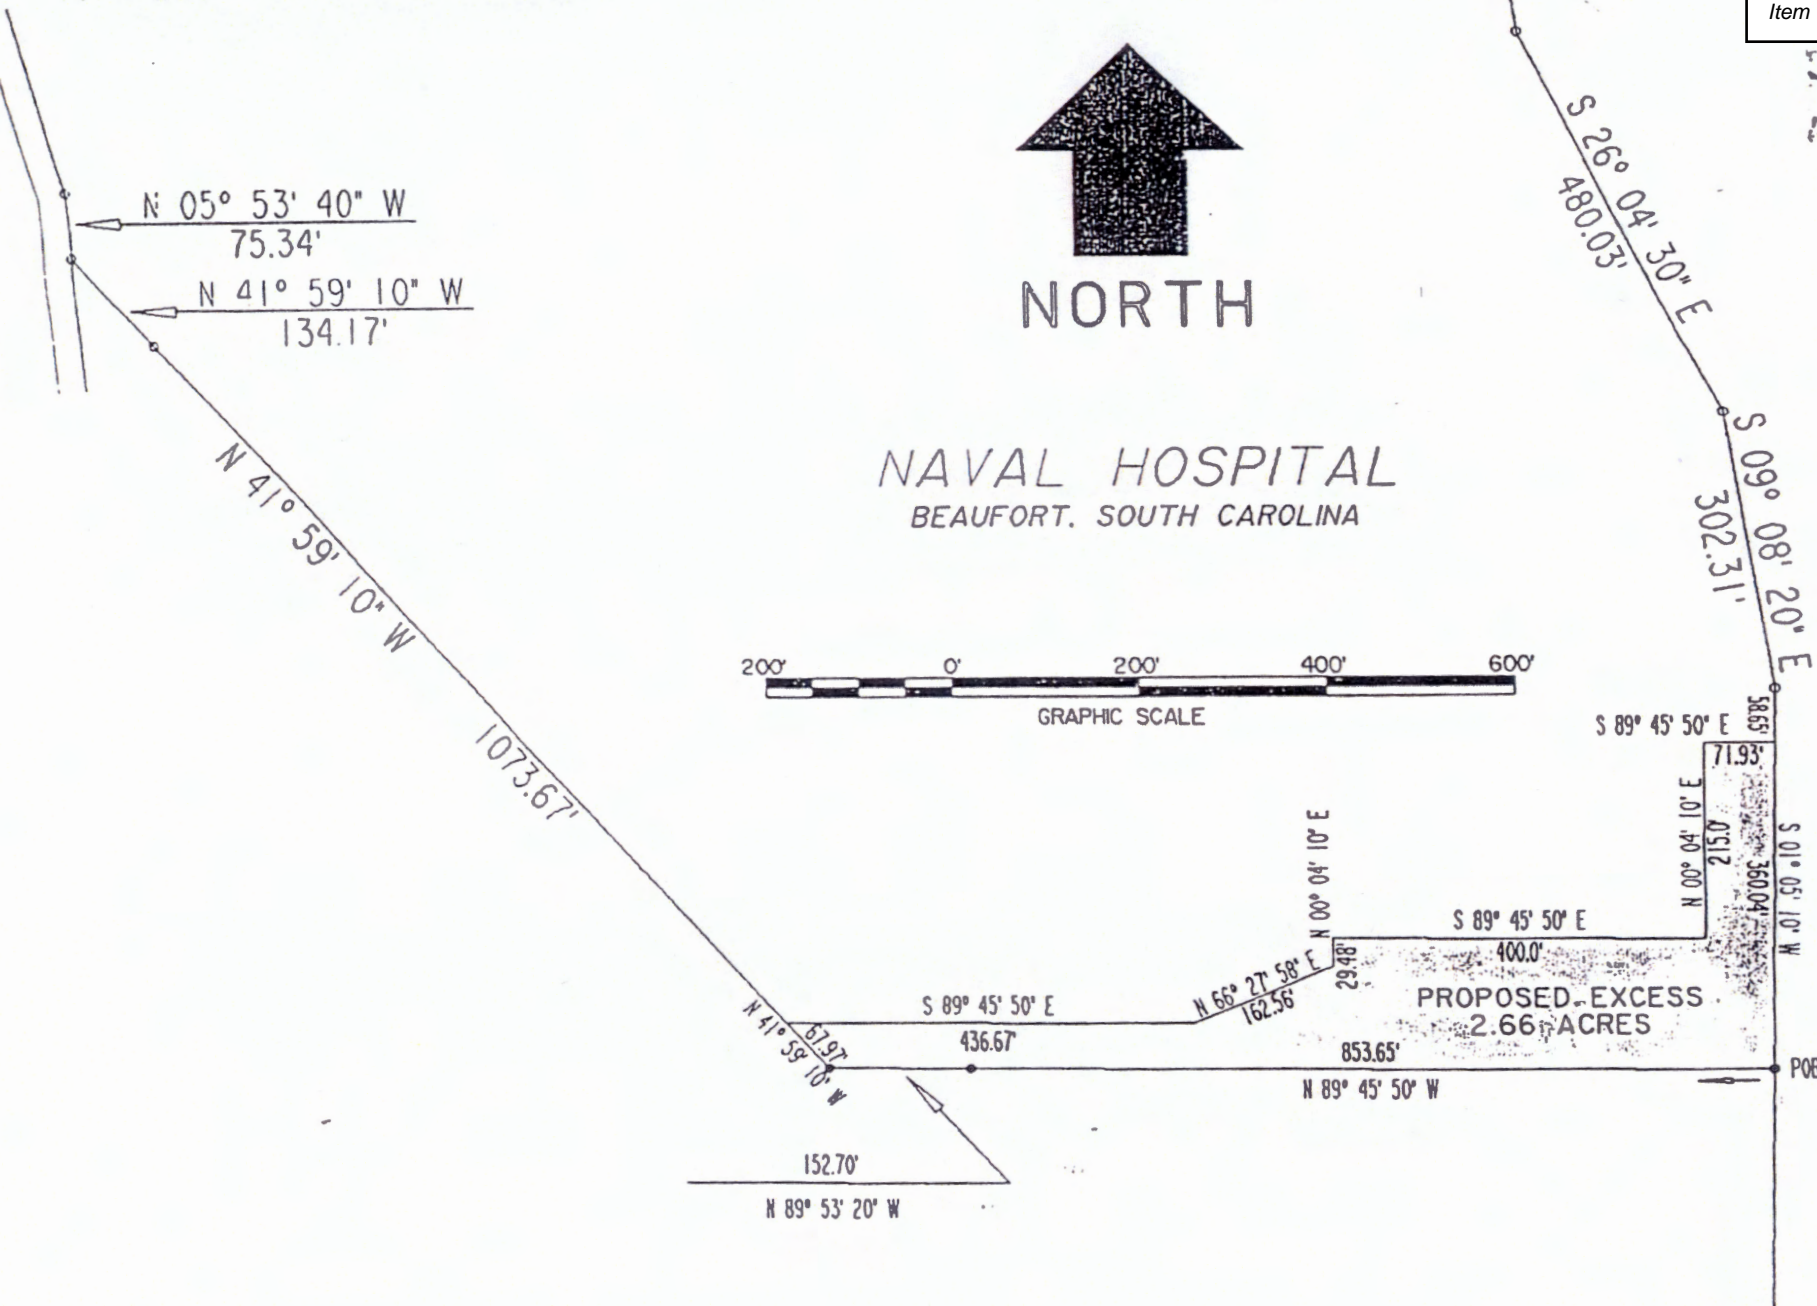 Item
N 05° 53' 40" W
75.34'
N 41° 59' 10" W
134.17'
NORTH
S 26° 04' 30" E
480.03'
NAVAL HOSPITAL
BEAUFORT. SOUTH CAROLINA
S 09° 08' 20" E
302.31'
N 41° 59' 10" W
1073.67'
200' 0' 200' 400' 600'
GRAPHIC SCALE
58.65'
S 89° 45' 50" E
71.93'
N 00° 04' 10" E
215.0'
S 01° 05' 10" W
360.04'
N 00° 04' 10" E
29.48'
S 89° 45' 50" E
400.0'
N 66° 27' 58" E
162.56'
PROPOSED EXCESS
2.66 ACRES
S 89° 45' 50" E
436.67'
67.97'
N 41° 59' 10" W
853.65'
N 89° 45' 50" W
POB
152.70'
N 89° 53' 20" W